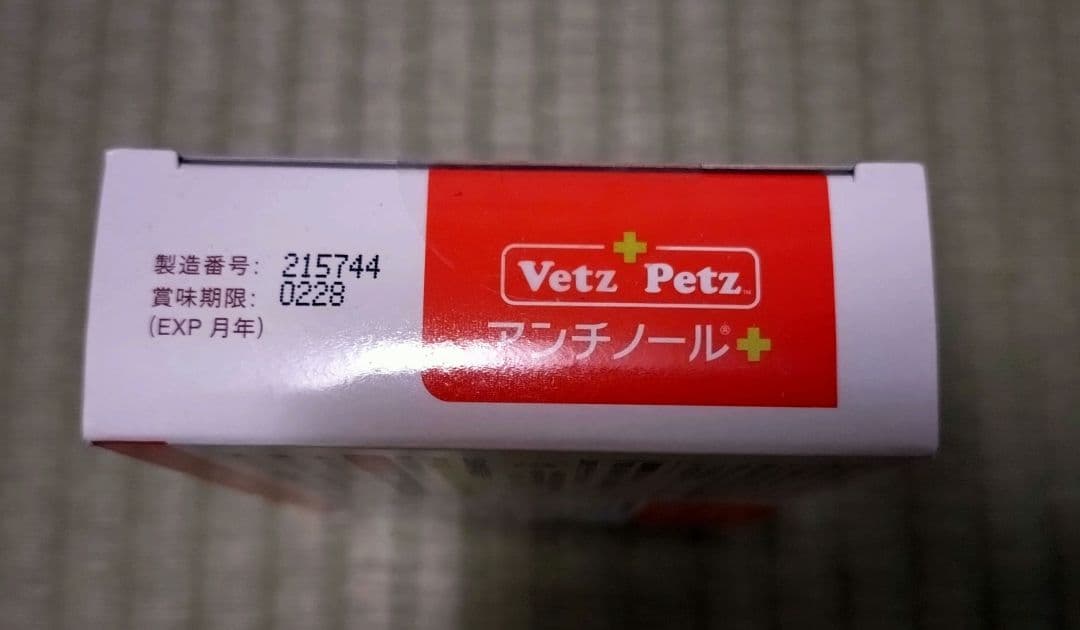 製造番号: 215744
賞味期限: 0228
(EXP 月年)
Vetz Petz™
アンチノール®